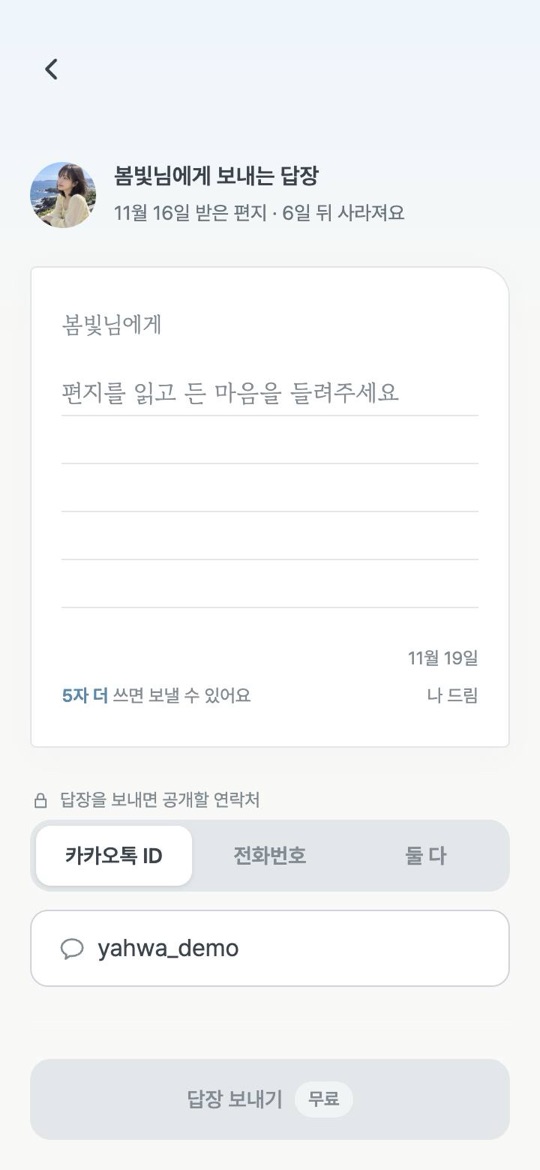 봄빛님에게 보내는 답장
11월 16일 받은 편지 · 6일 뒤 사라져요
봄빛님에게
편지를 읽고 든 마음을 들려주세요
11월 19일
5자 더 쓰면 보낼 수 있어요
나 드림
답장을 보내면 공개할 연락처
카카오톡 ID
전화번호
둘 다
yahwa_demo
답장 보내기 무료